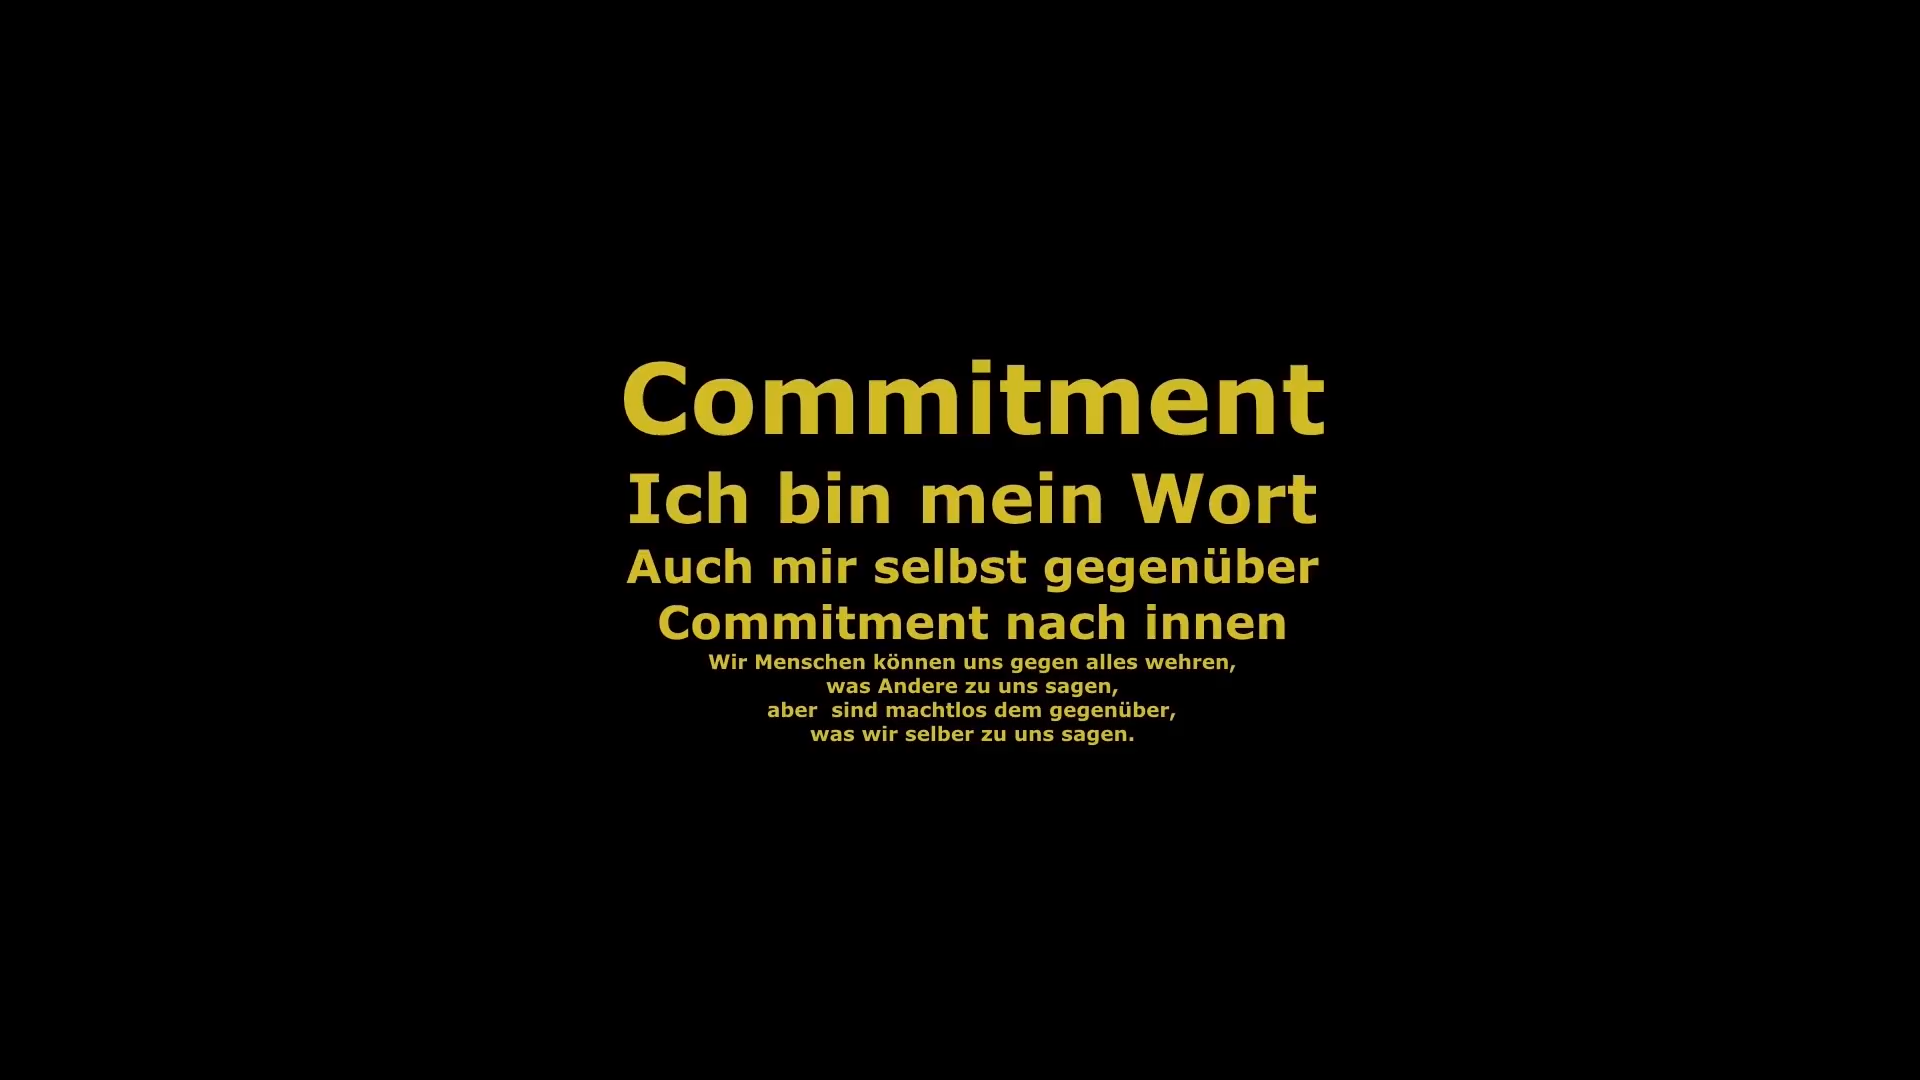 Commitment
Ich bin mein Wort
Auch mir selbst gegenüber
Commitment nach innen
Wir Menschen können uns gegen alles wehren,
was Andere zu uns sagen,
aber  sind machtlos dem gegenüber,
was wir selber zu uns sagen.